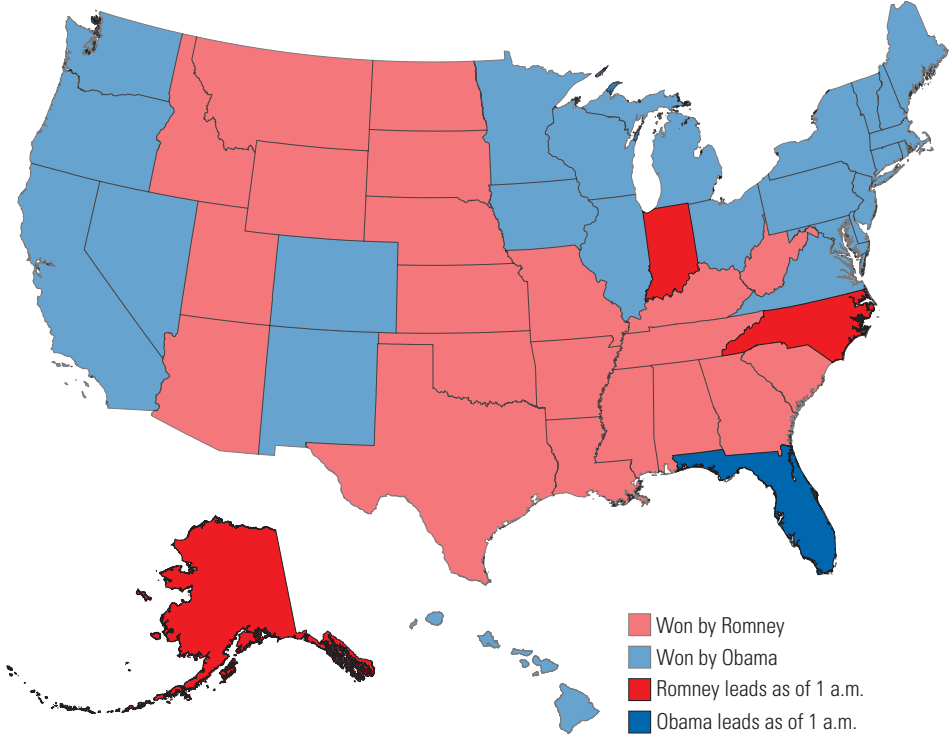 Won by Romney
Won by Obama
Romney leads as of 1 a.m.
Obama leads as of 1 a.m.